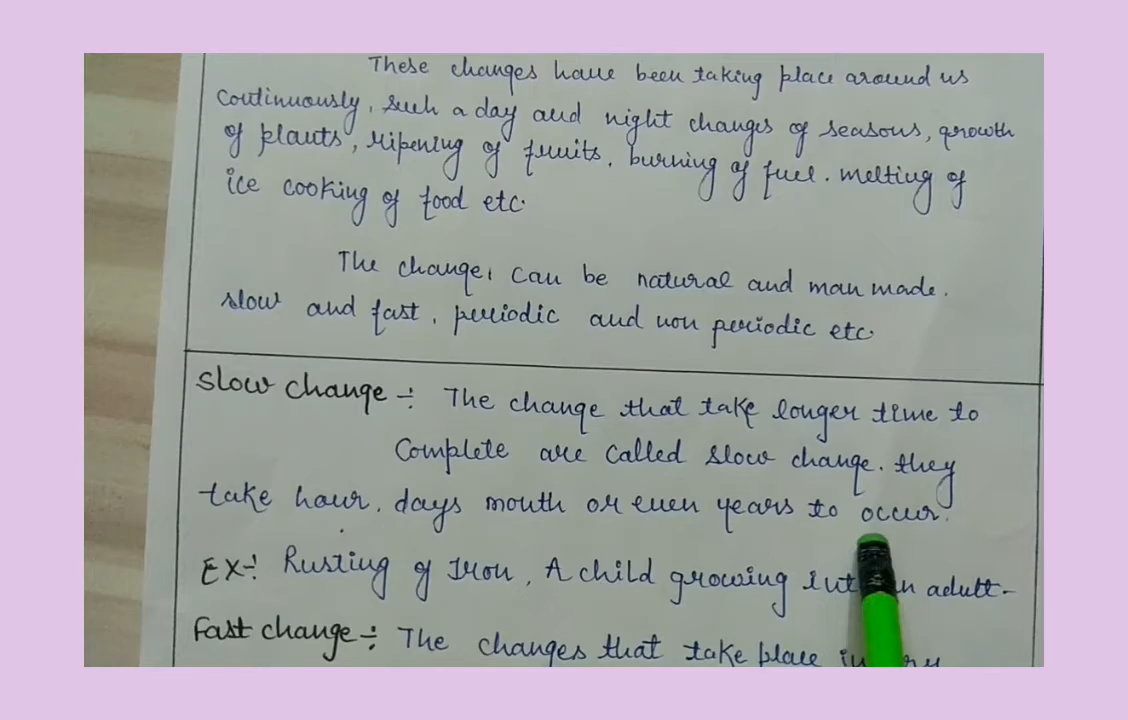 These changes have been taking place around us
continuously, such a day and night changes of seasons, growth
of plants, ripening of fruits, burning of fuel. melting of
ice cooking of food etc.
The change, can be natural and man made.
slow and fast, periodic and non periodic etc.
Slow change ÷ The change that take longer time to
Complete are called slow change. they
take hour, days month or even years to occur.
EX:- Rusting of Iron, A child growing adult-
Fast change ÷ The changes that take place